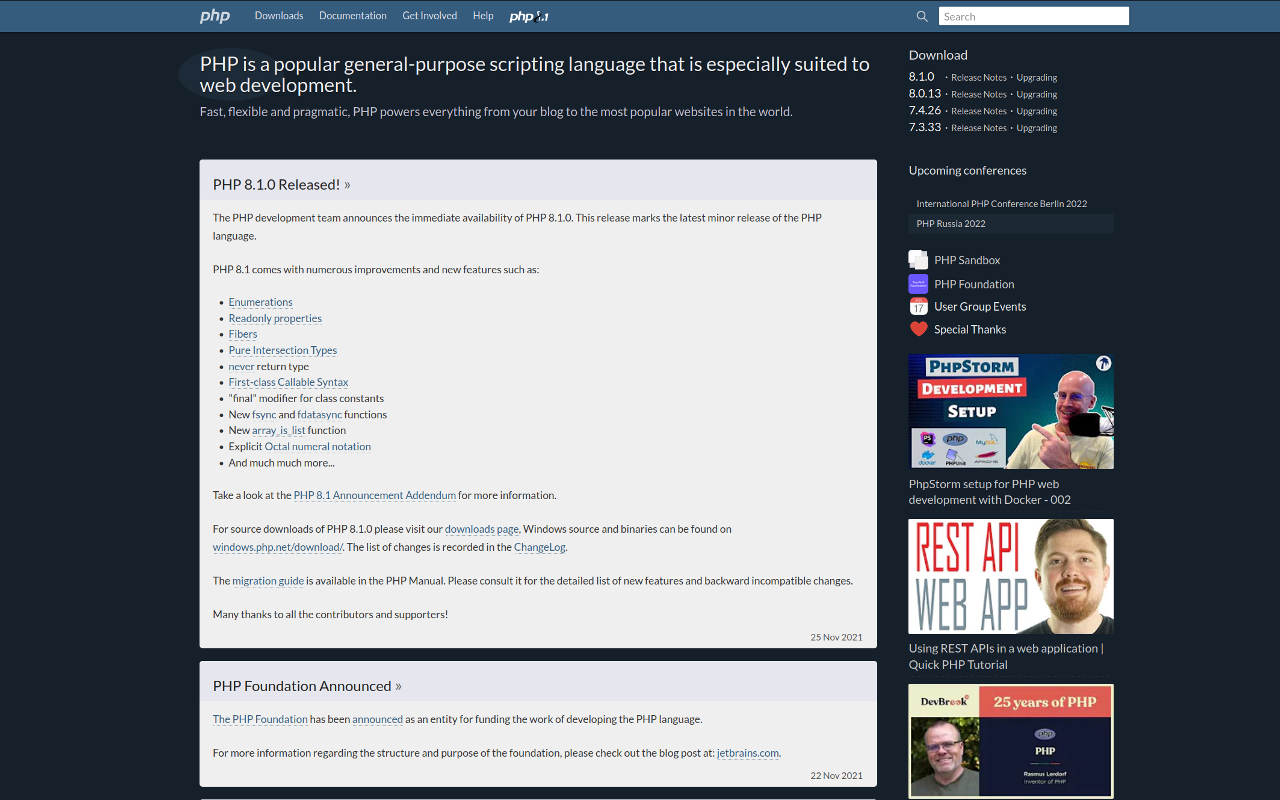 php Downloads Documentation Get Involved Help php 8.1 Search
PHP is a popular general-purpose scripting language that is especially suited to
web development.
Fast, flexible and pragmatic, PHP powers everything from your blog to the most popular websites in the world.
PHP 8.1.0 Released! »
The PHP development team announces the immediate availability of PHP 8.1.0. This release marks the latest minor release of the PHP
language.
PHP 8.1 comes with numerous improvements and new features such as:
• Enumerations
• Readonly properties
• Fibers
• Pure Intersection Types
• never return type
• First-class Callable Syntax
• "final" modifier for class constants
• New fsync and fdatasync functions
• New array_is_list function
• Explicit Octal numeral notation
• And much much more...
Take a look at the PHP 8.1 Announcement Addendum for more information.
For source downloads of PHP 8.1.0 please visit our downloads page, Windows source and binaries can be found on
windows.php.net/download/. The list of changes is recorded in the ChangeLog.
The migration guide is available in the PHP Manual. Please consult it for the detailed list of new features and backward incompatible changes.
Many thanks to all the contributors and supporters!
25 Nov 2021
PHP Foundation Announced »
The PHP Foundation has been announced as an entity for funding the work of developing the PHP language.
For more information regarding the structure and purpose of the foundation, please check out the blog post at: jetbrains.com.
22 Nov 2021
Download
8.1.0 · Release Notes · Upgrading
8.0.13 · Release Notes · Upgrading
7.4.26 · Release Notes · Upgrading
7.3.33 · Release Notes · Upgrading
Upcoming conferences
International PHP Conference Berlin 2022
PHP Russia 2022
PHP Sandbox
PHP Foundation
17 User Group Events
Special Thanks
PHPSTORM
DEVELOPMENT
SETUP
PS php MySQL
docker PHPUnit APACHE
PhpStorm setup for PHP web
development with Docker - 002
REST API
WEB APP
Using REST APIs in a web application |
Quick PHP Tutorial
DevBreak 25 years of PHP
php
PHP
Rasmus Lerdorf
Inventor of PHP